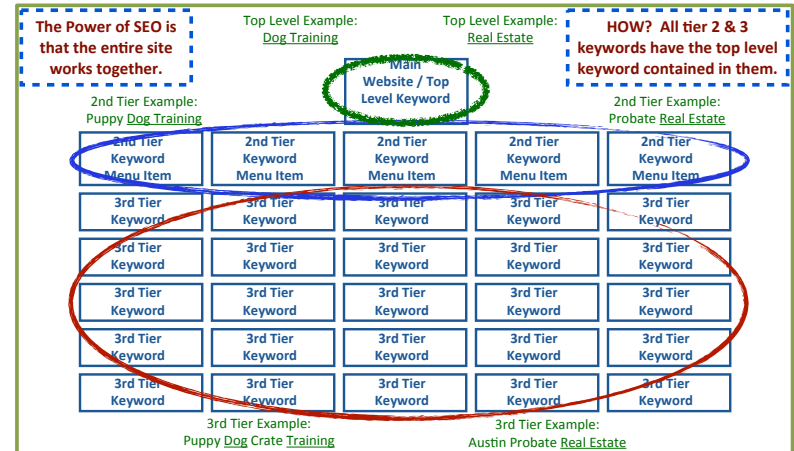 The Power of SEO is
that the entire site
works together.
Top Level Example:
Dog Training
Top Level Example:
Real Estate
HOW? All tier 2 & 3
keywords have the top level
keyword contained in them.
Main
Website / Top
Level Keyword
2nd Tier Example:
Puppy Dog Training
2nd Tier Example:
Probate Real Estate
2nd Tier
Keyword
Menu Item
2nd Tier
Keyword
Menu Item
2nd Tier
Keyword
Menu Item
2nd Tier
Keyword
Menu Item
2nd Tier
Keyword
Menu Item
3rd Tier
Keyword
3rd Tier
Keyword
3rd Tier
Keyword
3rd Tier
Keyword
3rd Tier
Keyword
3rd Tier
Keyword
3rd Tier
Keyword
3rd Tier
Keyword
3rd Tier
Keyword
3rd Tier
Keyword
3rd Tier
Keyword
3rd Tier
Keyword
3rd Tier
Keyword
3rd Tier
Keyword
3rd Tier
Keyword
3rd Tier
Keyword
3rd Tier
Keyword
3rd Tier
Keyword
3rd Tier
Keyword
3rd Tier
Keyword
3rd Tier
Keyword
3rd Tier
Keyword
3rd Tier
Keyword
3rd Tier
Keyword
3rd Tier
Keyword
3rd Tier Example:
Puppy Dog Crate Training
3rd Tier Example:
Austin Probate Real Estate